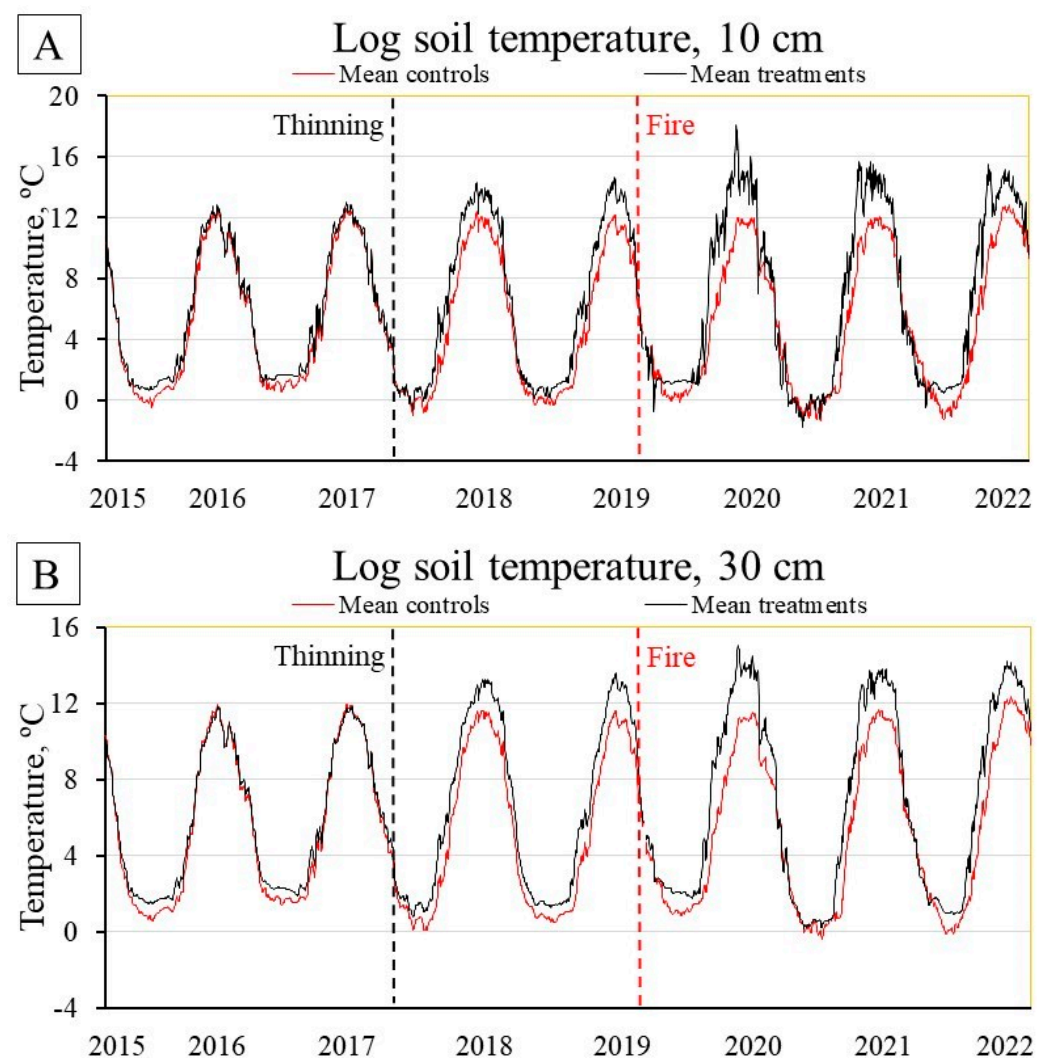 A
Log soil temperature, 10 cm
Mean controls Mean treatments
20
Thinning Fire
16
12
8
4
0
-4
Temperature, ºC
2015 2016 2017 2018 2019 2020 2021 2022
B
Log soil temperature, 30 cm
Mean controls Mean treatments
16
Thinning Fire
12
8
4
0
-4
Temperature, ºC
2015 2016 2017 2018 2019 2020 2021 2022